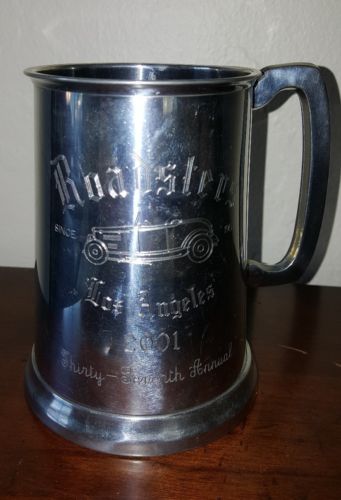 Roadsters
SINCE
Los Angeles
2001
Thirty-Seventh Annual